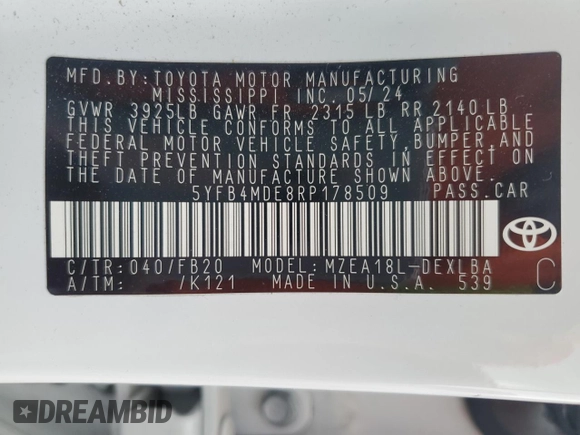 MFD. BY: TOYOTA MOTOR MANUFACTURING
MISSISSIPPI, INC. 05/24
GVWR 3925LB GAWR FR 2315 LB RR 2140 LB
THIS VEHICLE CONFORMS TO ALL APPLICABLE
FEDERAL MOTOR VEHICLE SAFETY, BUMPER, AND
THEFT PREVENTION STANDARDS IN EFFECT ON
THE DATE OF MANUFACTURE SHOWN ABOVE.
5YFB4MDE8RP178509 PASS. CAR
C/TR: 040/FB20 MODEL: MZEA18L-DEXLBA
A/TM: /K121 MADE IN U.S.A. 539 C
DREAMBID